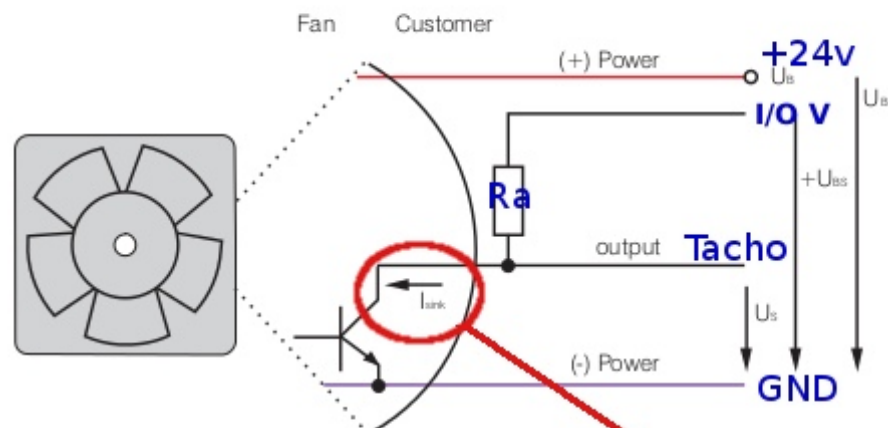 Fan Customer
(+) Power +24v
UB
UB
I/O V
Ra
+UBS
output Tacho
Isink
US
(-) Power
GND